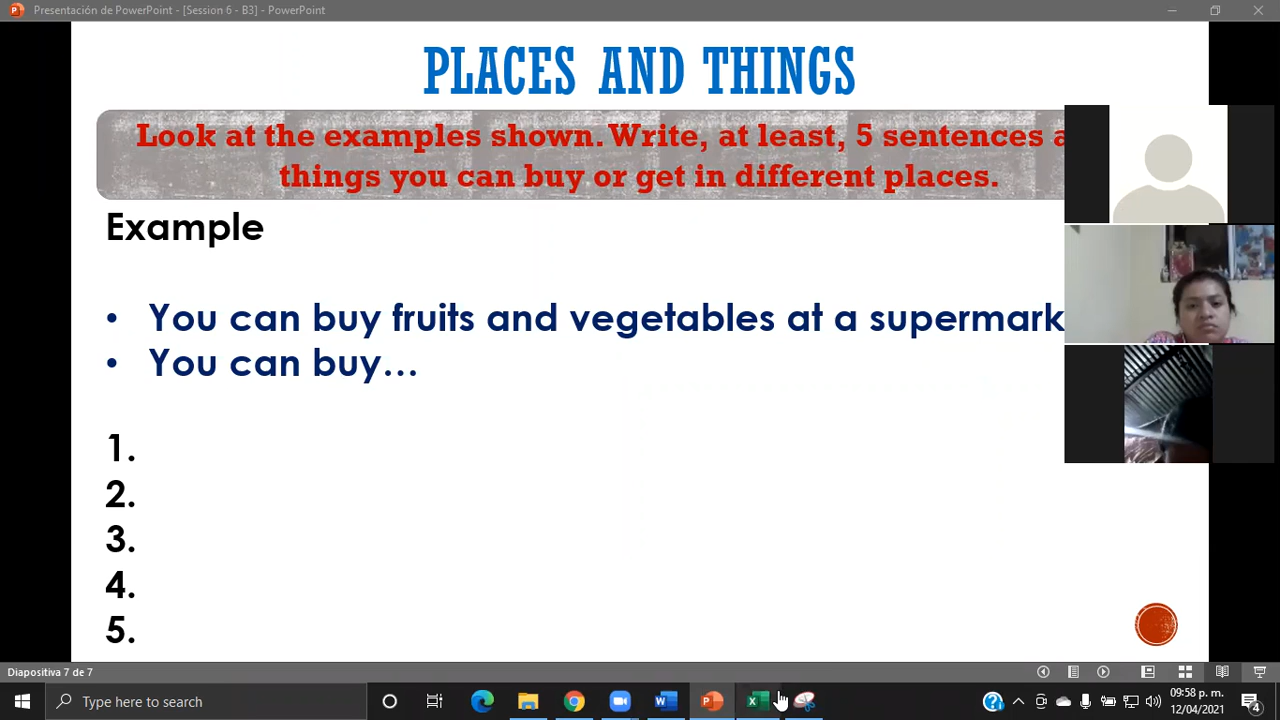 Presentación de PowerPoint - [Session 6 - B3] - PowerPoint
PLACES AND THINGS
Look at the examples shown. Write, at least, 5 sentences a
things you can buy or get in different places.
Example
• You can buy fruits and vegetables at a supermark
• You can buy…
1.
2.
3.
4.
5.
Diapositiva 7 de 7
Type here to search
09:58 p. m.
12/04/2021
4